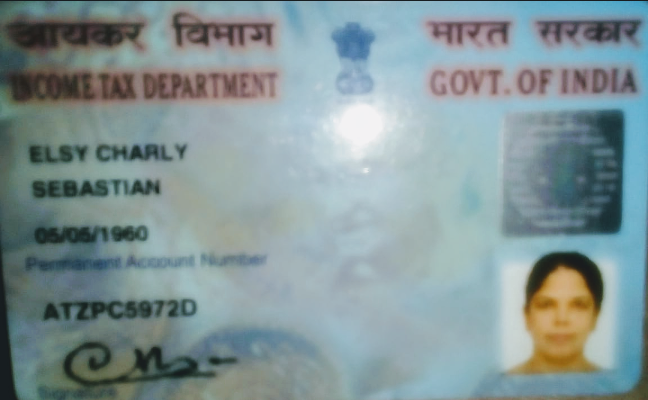 आयकर विभाग
भारत सरकार
INCOME TAX DEPARTMENT
GOVT. OF INDIA
ELSY CHARLY
SEBASTIAN
05/05/1960
Permanent Account Number
ATZPC5972D
Signature